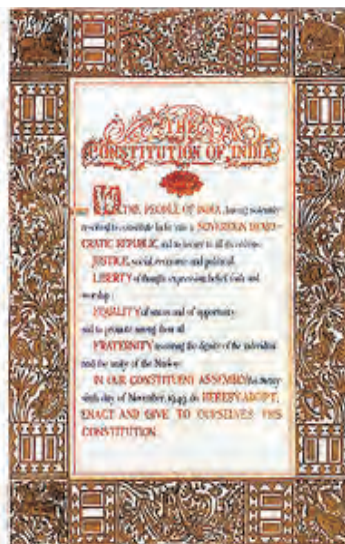 THE
CONSTITUTION OF INDIA
WE, THE PEOPLE OF INDIA, having solemnly
resolved to constitute India into a SOVEREIGN DEMO-
CRATIC REPUBLIC and to secure to all its citizens:
JUSTICE, social, economic and political;
LIBERTY of thought, expression, belief, faith and
worship;
EQUALITY of status and of opportunity;
and to promote among them all
FRATERNITY assuring the dignity of the individual
and the unity of the Nation;
IN OUR CONSTITUENT ASSEMBLY this twenty
sixth day of November, 1949, do HEREBY ADOPT,
ENACT AND GIVE TO OURSELVES THIS
CONSTITUTION.